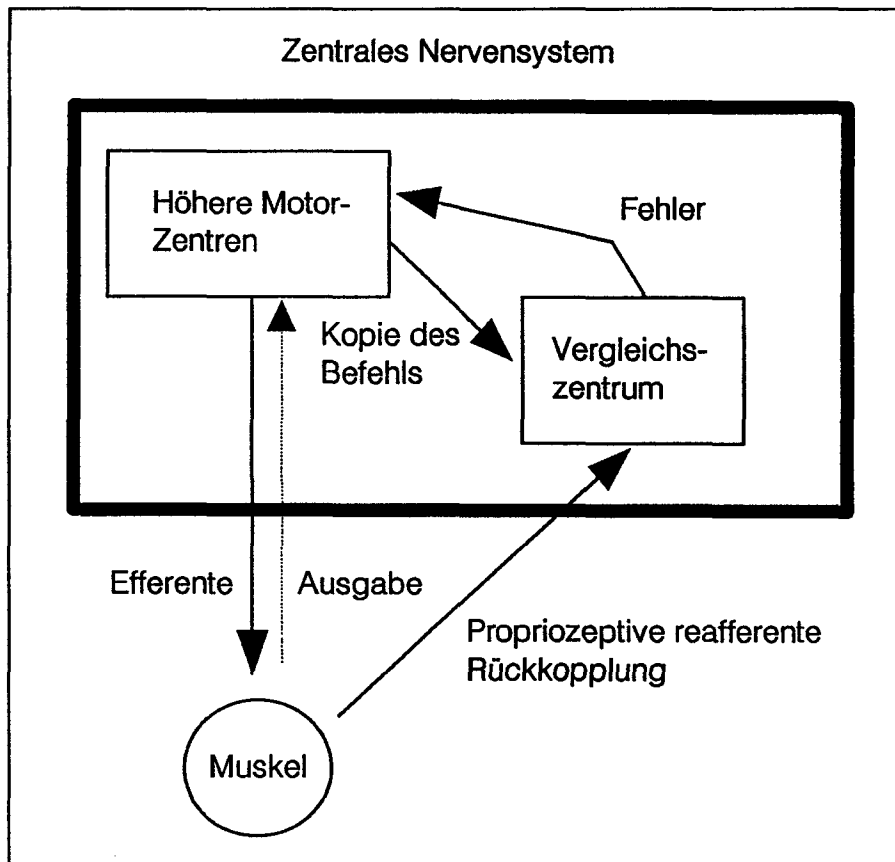 Zentrales Nervensystem
Höhere Motor-
Zentren
Fehler
Kopie des
Befehls
Vergleichs-
zentrum
Efferente
Ausgabe
Propriozeptive reafferente
Rückkopplung
Muskel